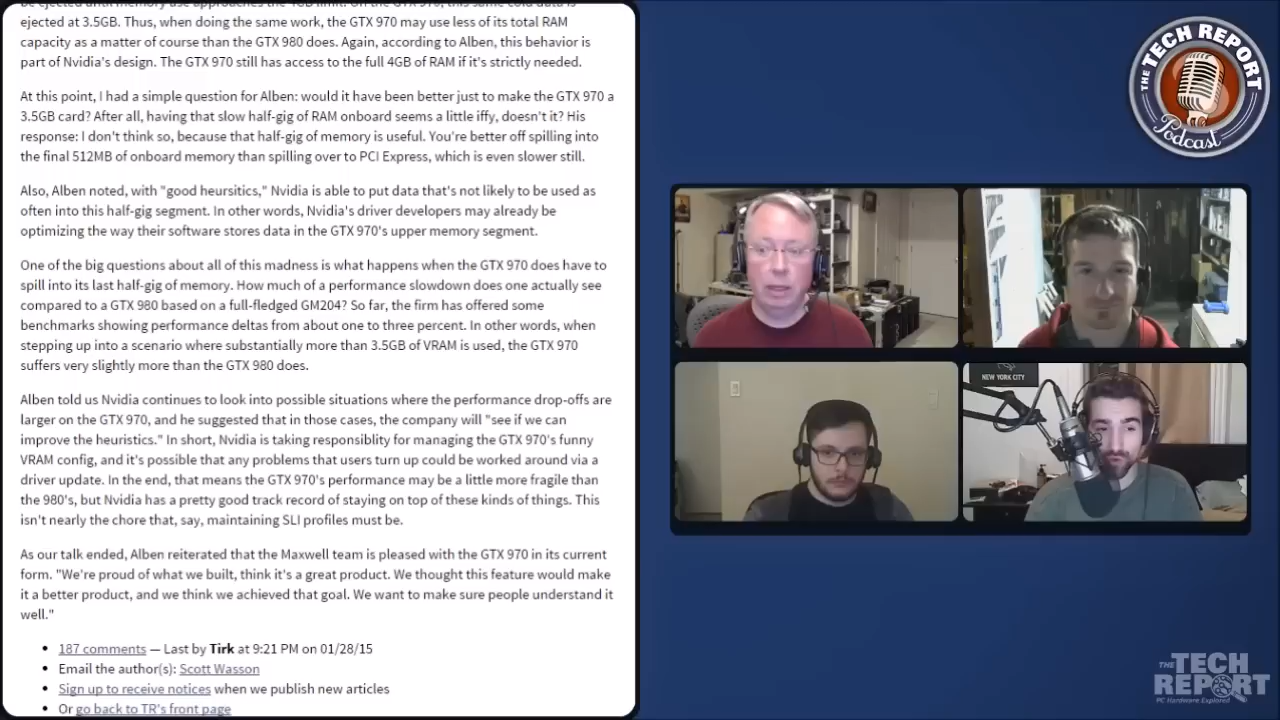 be ejected until memory use approaches the 4GB limit. On the GTX 970, this same cold data is
ejected at 3.5GB. Thus, when doing the same work, the GTX 970 may use less of its total RAM
capacity as a matter of course than the GTX 980 does. Again, according to Alben, this behavior is
part of Nvidia's design. The GTX 970 still has access to the full 4GB of RAM if it's strictly needed.
At this point, I had a simple question for Alben: would it have been better just to make the GTX 970 a
3.5GB card? After all, having that slow half-gig of RAM onboard seems a little iffy, doesn't it? His
response: I don't think so, because that half-gig of memory is useful. You're better off spilling into
the final 512MB of onboard memory than spilling over to PCI Express, which is even slower still.
Also, Alben noted, with "good heursitics," Nvidia is able to put data that's not likely to be used as
often into this half-gig segment. In other words, Nvidia's driver developers may already be
optimizing the way their software stores data in the GTX 970's upper memory segment.
One of the big questions about all of this madness is what happens when the GTX 970 does have to
spill into its last half-gig of memory. How much of a performance slowdown does one actually see
compared to a GTX 980 based on a full-fledged GM204? So far, the firm has offered some
benchmarks showing performance deltas from about one to three percent. In other words, when
stepping up into a scenario where substantially more than 3.5GB of VRAM is used, the GTX 970
suffers very slightly more than the GTX 980 does.
Alben told us Nvidia continues to look into possible situations where the performance drop-offs are
larger on the GTX 970, and he suggested that in those cases, the company will "see if we can
improve the heuristics." In short, Nvidia is taking responsiblity for managing the GTX 970's funny
VRAM config, and it's possible that any problems that users turn up could be worked around via a
driver update. In the end, that means the GTX 970's performance may be a little more fragile than
the 980's, but Nvidia has a pretty good track record of staying on top of these kinds of things. This
isn't nearly the chore that, say, maintaining SLI profiles must be.
As our talk ended, Alben reiterated that the Maxwell team is pleased with the GTX 970 in its current
form. "We're proud of what we built, think it's a great product. We thought this feature would make
it a better product, and we think we achieved that goal. We want to make sure people understand it
well."
187 comments — Last by Tirk at 9:21 PM on 01/28/15
Email the author(s): Scott Wasson
Sign up to receive notices when we publish new articles
Or go back to TR's front page
THE TECH REPORT
Podcast
NEW YORK CITY
THE TECH
REPORT
PC Hardware Explored